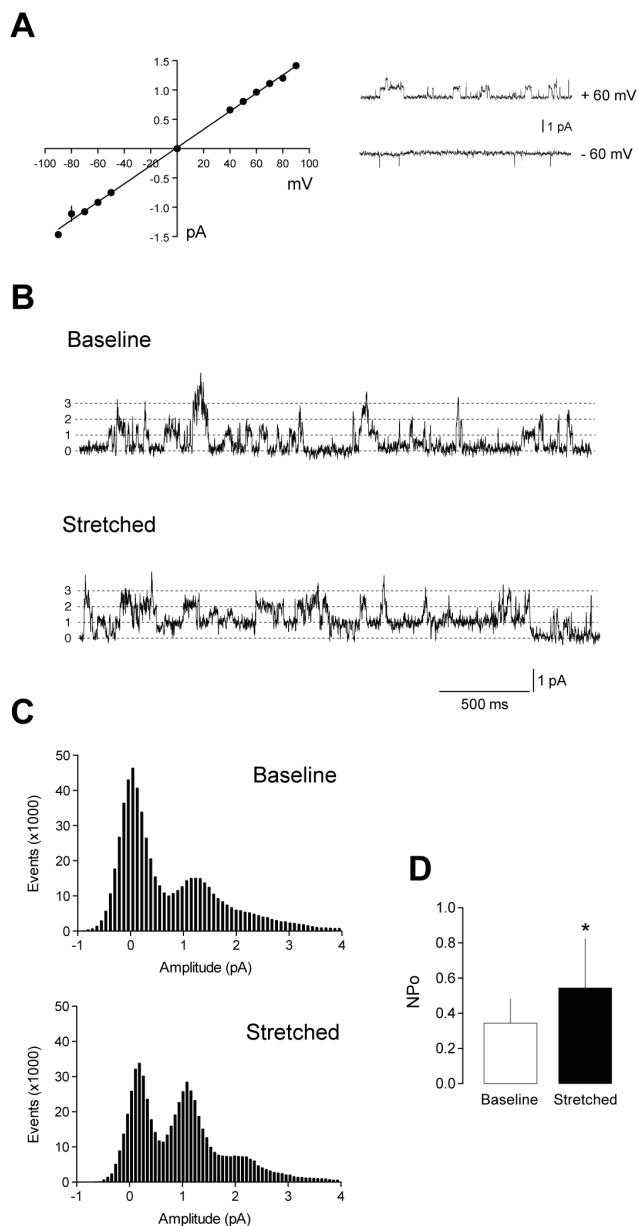 A
1.5
1.0
0.5
-100 -80 -60 -40 -20 20 40 60 80 100
mV
-0.5
-1.0
-1.5
pA
+ 60 mV
1 pA
- 60 mV
B
Baseline
3
2
1
0
Stretched
3
2
1
0
1 pA
500 ms
C
Baseline
50
40
30
20
10
0
Events (x1000)
-1 0 1 2 3 4
Amplitude (pA)
Stretched
50
40
30
20
10
0
Events (x1000)
-1 0 1 2 3 4
Amplitude (pA)
D
1.0
0.8
0.6
0.4
0.2
0.0
NPo
*
Baseline Stretched